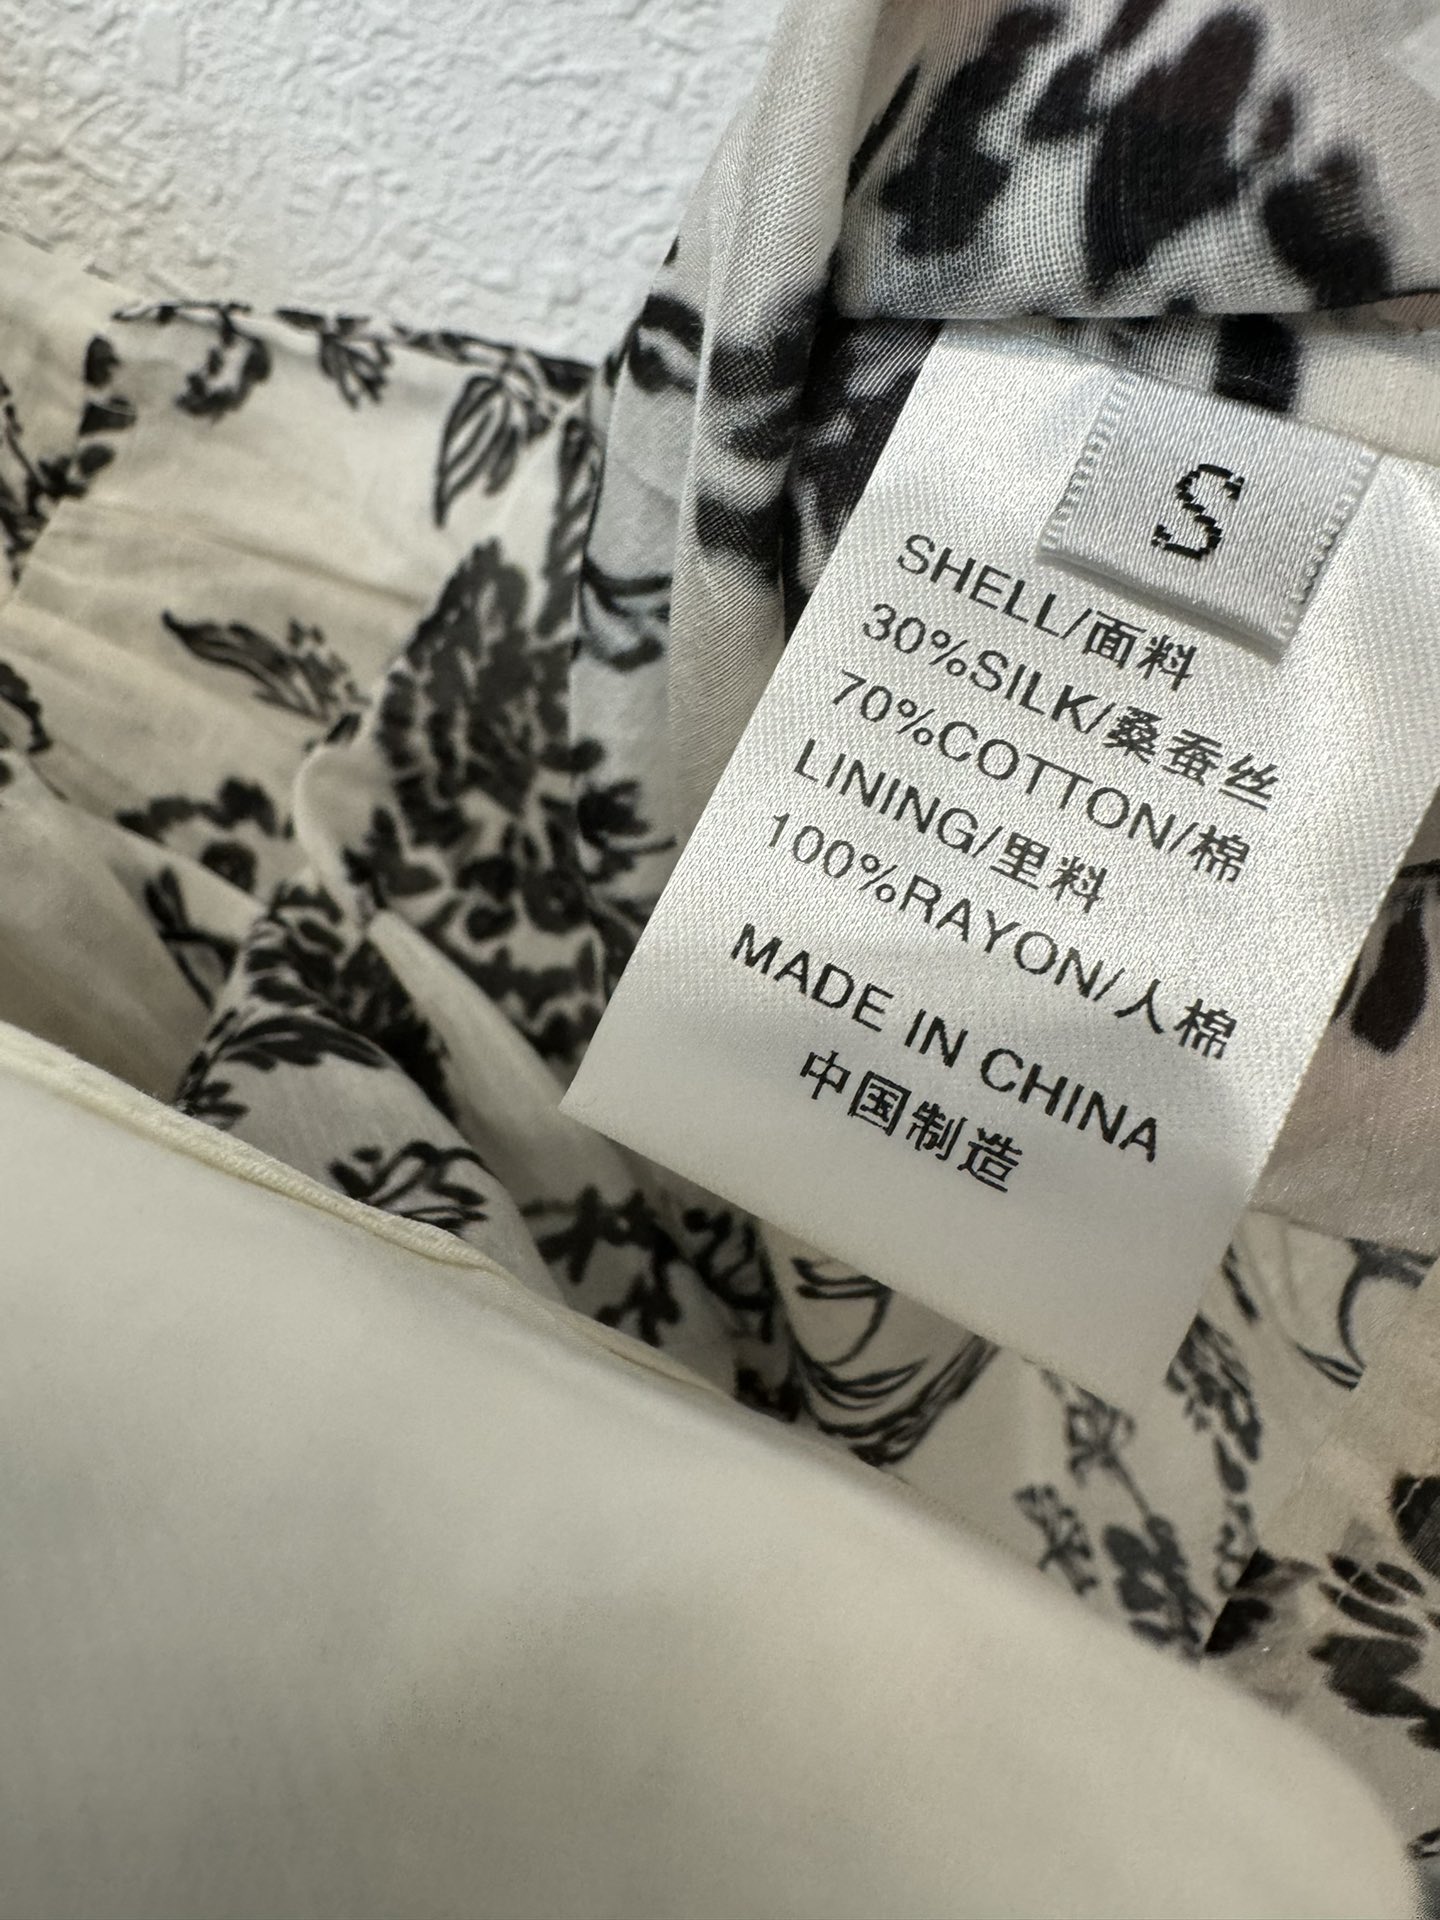 S
SHELL/面料
30%SILK/桑蚕丝
70%COTTON/棉
LINING/里料
100%RAYON/人棉
MADE IN CHINA
中国制造